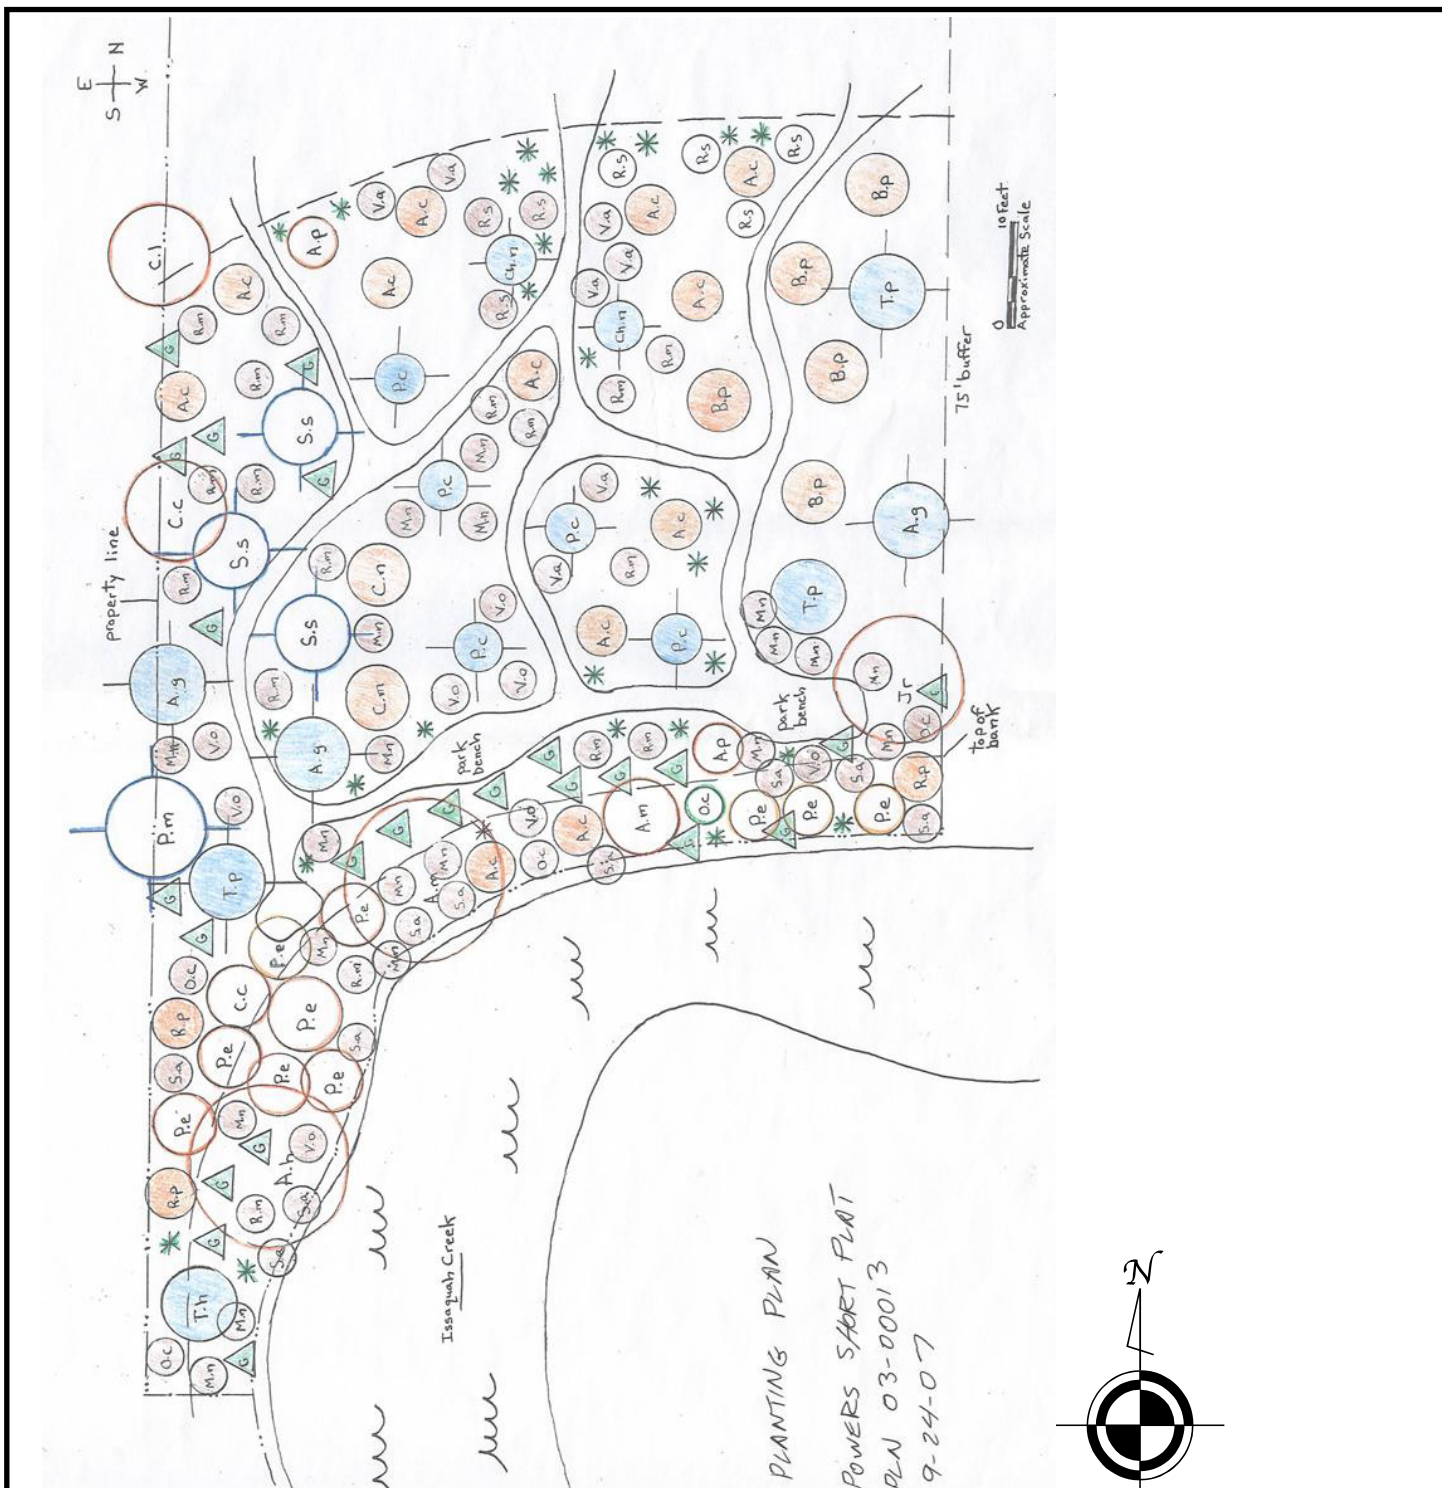 N
E
S
W
R.s
R.s
R.s
A.c
B.p
V.a
V.a
A.c
R.s
R.s
A.p
C.l
V.a
A.c
R.s
Ch.n
V.a
B.p
T.p
A.c
A.c
V.a
A.c
R.s
R.m
R.m
Ch.n
0
10 Feet
Approximate Scale
G
G
R.m
R.m
A.c
B.p
75' buffer
A.c
R.m
P.c
A.c
R.m
B.p
R.m
S.s
G
G
M.n
G
R.m
R.m
P.c
V.a
B.p
C.c
M.n
M.n
P.c
A.c
A.g
S.s
property line
R.m
R.m
C.n
V.a
R.m
T.p
G
S.s
M.n
V.o
P.c
A.c
P.c
M.n
M.n
M.n
A.g
R.m
C.m
V.o
V.o
M.n
Jr
G
park
bench
O.c
top of
bank
M.n
V.o
A.g
M.n
park
bench
G
R.m
R.m
A.p
M.n
G
M.n
P.m
V.o
G
G
G
G
S.a
V.o
S.a
R.p
G
G
V.o
A.c
A.m
O.c
P.e
P.e
P.e
S.a
M.n
G
A.c
O.c
S.a
G
G
G
T.p
M.n
M.n
A.m
S.a
P.e
S.a
G
P.e
M.n
M.n
O.c
C.c
R.m
R.p
P.e
P.e
S.a
S.a
P.e
P.e
P.e
M.n
G
V.o
A.h
R.p
G
R.m
S.a
G
S.a
T.h
M.n
O.c
M.n
G
Issaquah Creek
PLANTING PLAN
POWERS SHORT PLAT
PLN 03-00013
9-24-07
N